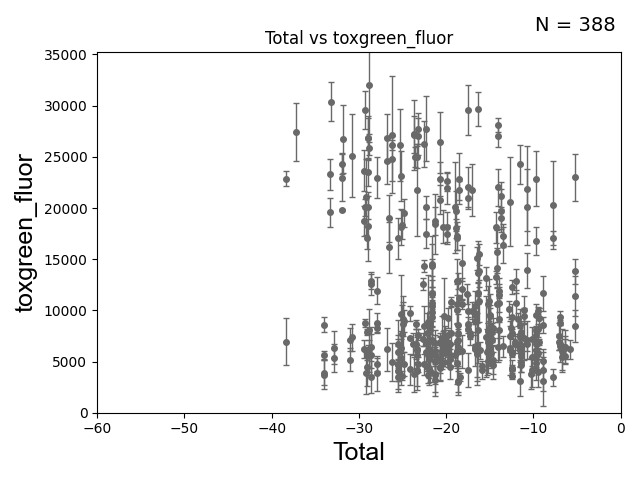 N = 388
Total vs toxgreen_fluor
35000
30000
25000
20000
15000
10000
5000
0
toxgreen_fluor
−60 −50 −40 −30 −20 −10 0
Total